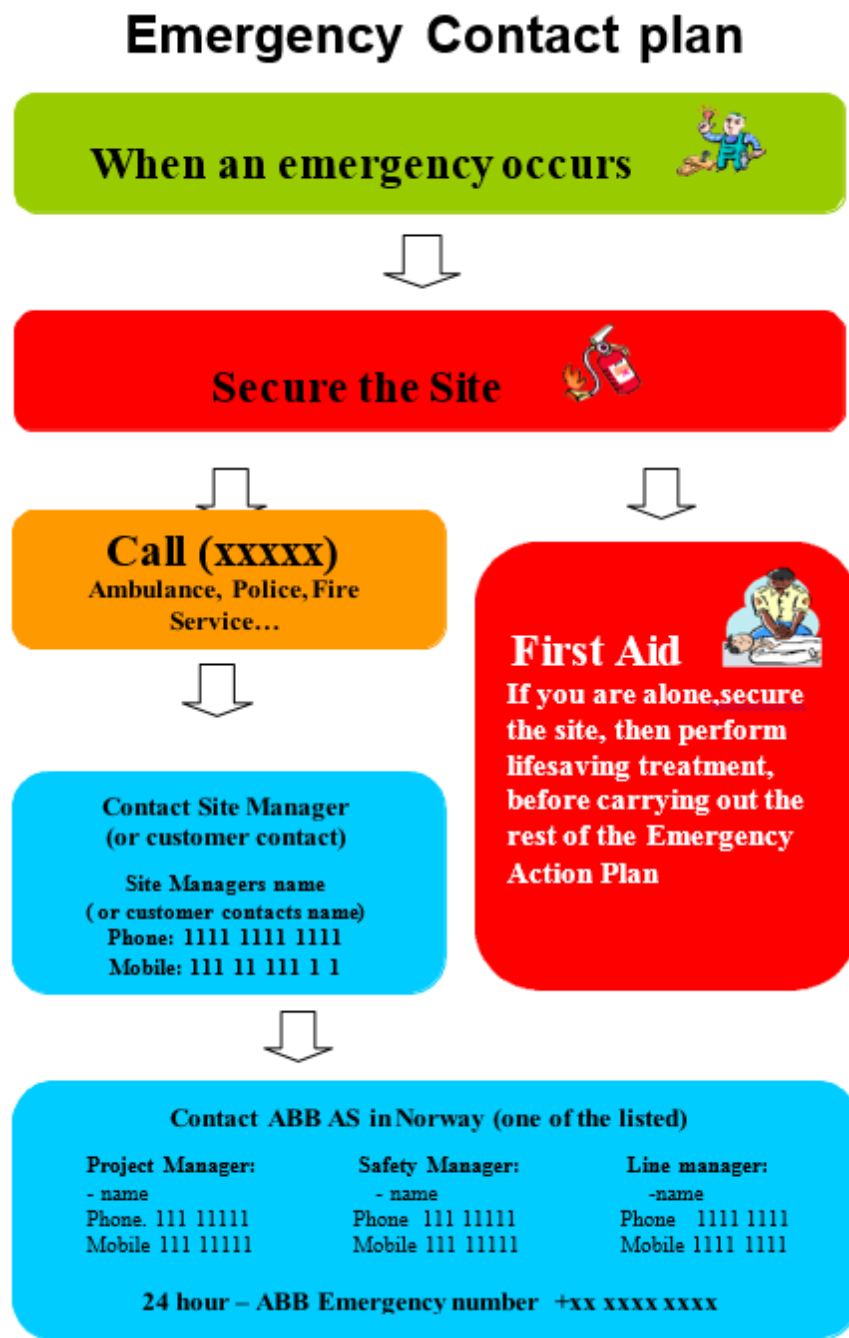 Emergency Contact plan
When an emergency occurs
Secure the Site
Call (xxxxx)
Ambulance, Police, Fire
Service…
First Aid
If you are alone,secure
the site, then perform
lifesaving treatment,
before carrying out the
rest of the Emergency
Action Plan
Contact Site Manager
(or customer contact)
Site Managers name
( or customer contacts name)
Phone: 1111 1111 1111
Mobile: 111 11 111 1 1
Contact ABB AS in Norway (one of the listed)
Project Manager:
- name
Phone. 111 11111
Mobile 111 11111
Safety Manager:
- name
Phone 111 11111
Mobile 111 11111
Line manager:
-name
Phone 1111 1111
Mobile 1111 1111
24 hour – ABB Emergency number +xx xxxx xxxx